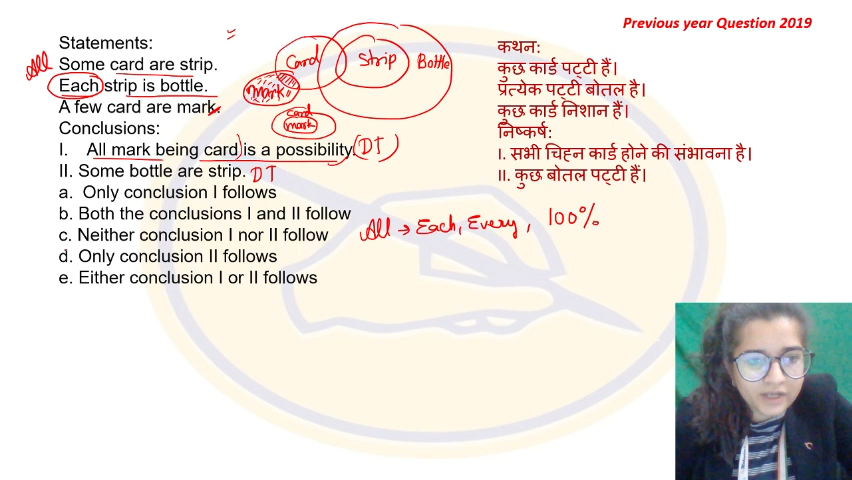 Previous year Question 2019
Statements:
All Some card are strip.
Each strip is bottle.
A few card are mark.
Conclusions:
I. All mark being card is a possibility. (DT)
II. Some bottle are strip. DT
a. Only conclusion I follows
b. Both the conclusions I and II follow
c. Neither conclusion I nor II follow
d. Only conclusion II follows
e. Either conclusion I or II follows
Card Strip Bottle
mark
card
mark
All → Each, Every, 100%
कथन:
कुछ कार्ड पट्टी हैं।
प्रत्येक पट्टी बोतल है।
कुछ कार्ड निशान हैं।
निष्कर्ष:
I. सभी चिह्न कार्ड होने की संभावना है।
II. कुछ बोतल पट्टी हैं।